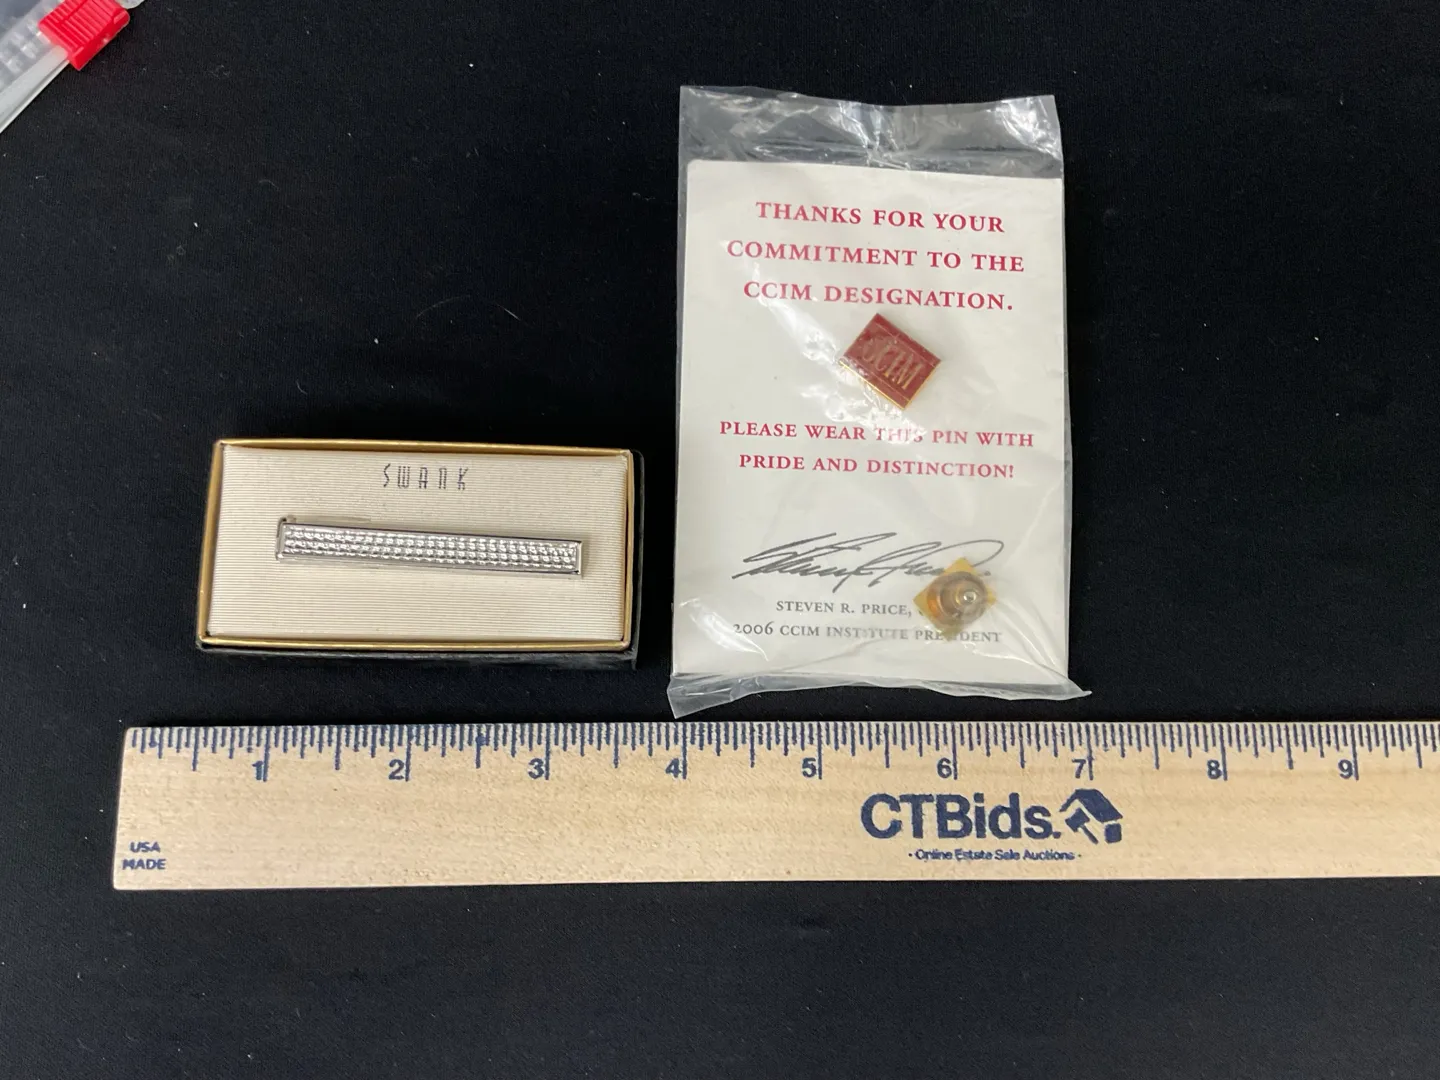 THANKS FOR YOUR
COMMITMENT TO THE
CCIM DESIGNATION.
CCIM
PLEASE WEAR THIS PIN WITH
PRIDE AND DISTINCTION!
STEVEN R. PRICE,
2006 CCIM INSTITUTE PRESIDENT
SWANK
1 2 3 4 5 6 7 8 9
CTBids.
· Online Estate Sale Auctions ·
USA
MADE